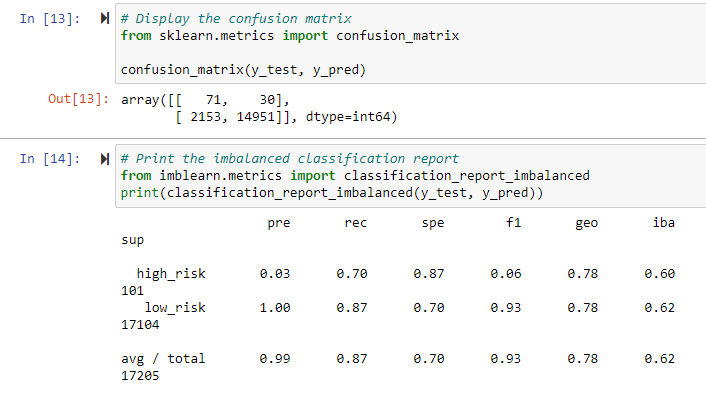 In [13]: # Display the confusion matrix
from sklearn.metrics import confusion_matrix
confusion_matrix(y_test, y_pred)
Out[13]: array([[   71,    30],
       [ 2153, 14951]], dtype=int64)
In [14]: # Print the imbalanced classification report
from imblearn.metrics import classification_report_imbalanced
print(classification_report_imbalanced(y_test, y_pred))
pre       rec       spe        f1       geo       iba
sup
high_risk       0.03      0.70      0.87      0.06      0.78      0.60
101
low_risk       1.00      0.87      0.70      0.93      0.78      0.62
17104
avg / total       0.99      0.87      0.70      0.93      0.78      0.62
17205